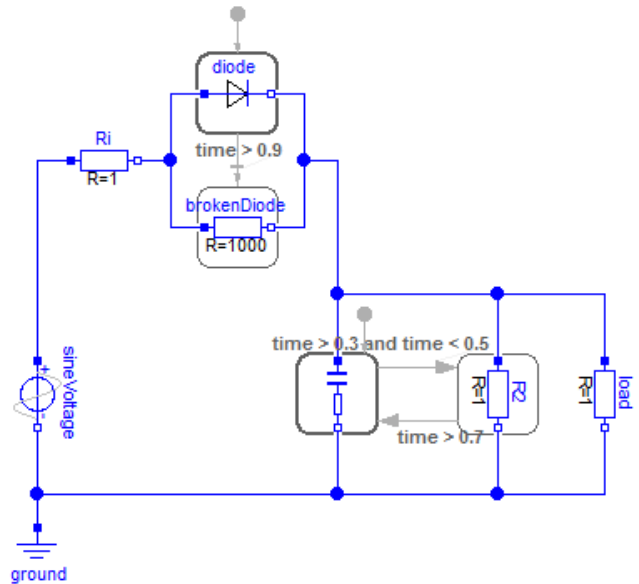 diode
time > 0.9
Ri
R=1
brokenDiode
R=1000
time > 0.3 and time < 0.5
+
-
sineVoltage
R2
R=1
load
R=1
time > 0.7
ground